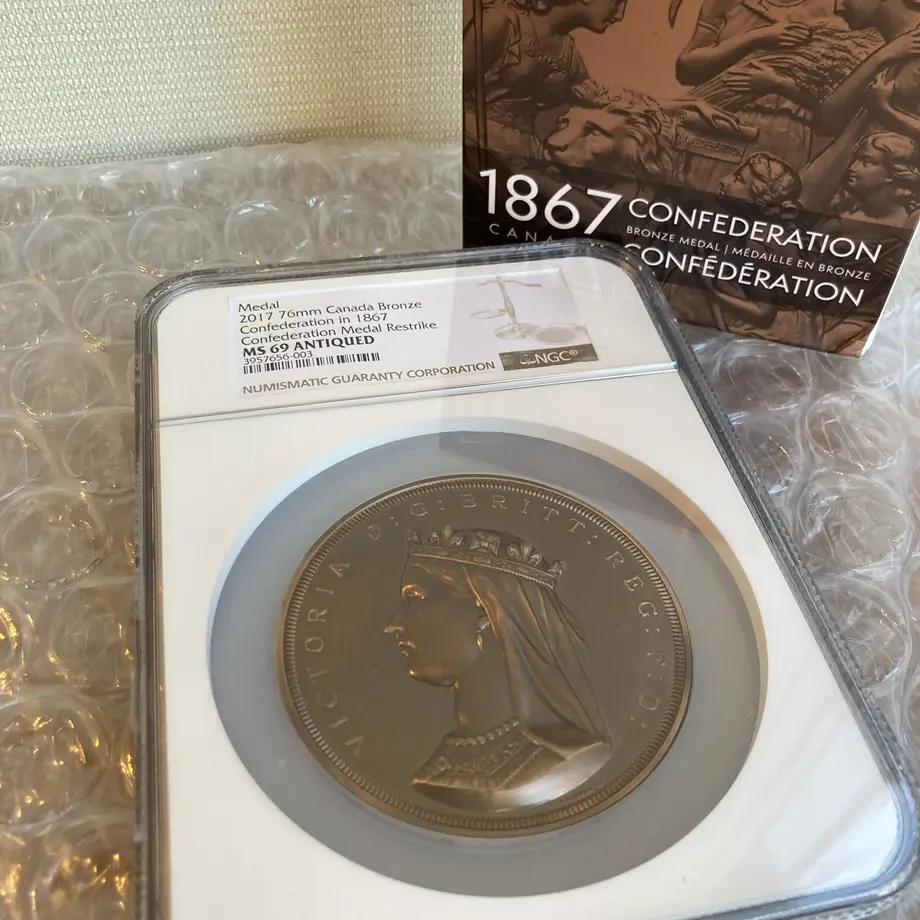 1867 CONFEDERATION
BRONZE MEDAL | MÉDAILLE EN BRONZE
CANA
CONFÉDÉRATION
Medal
2017 76mm Canada Bronze
Confederation in 1867
Confederation Medal Restrike
MS 69 ANTIQUED
3957656-003
NGC®
NUMISMATIC GUARANTY CORPORATION
VICTORIA D:G:BRITT:REG:F:D: